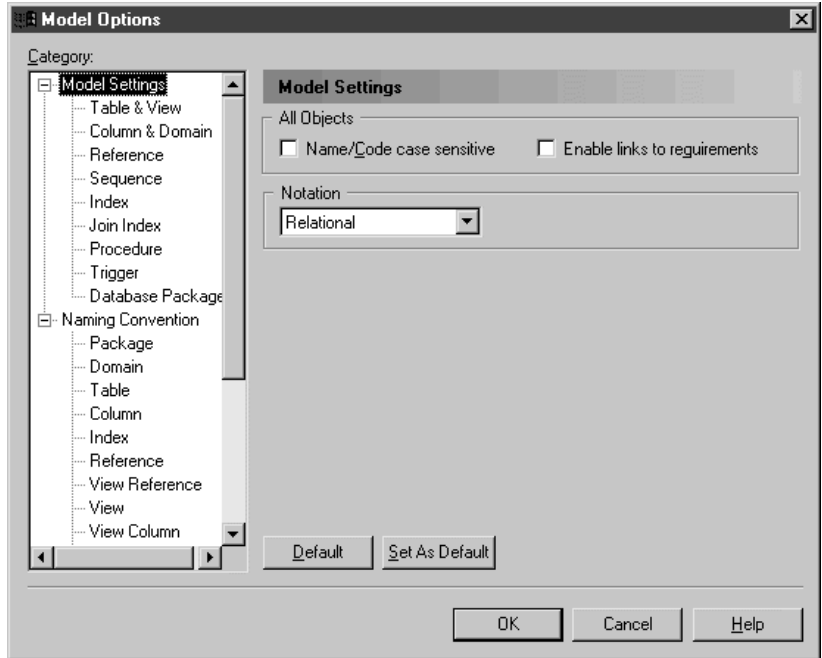 Model Options
Category:
Model Settings
Table & View
Column & Domain
Reference
Sequence
Index
Join Index
Procedure
Trigger
Database Package
Naming Convention
Package
Domain
Table
Column
Index
Reference
View Reference
View
View Column
Model Settings
All Objects
Name/Code case sensitive
Enable links to reguirements
Notation
Relational
Default
Set As Default
OK
Cancel
Help